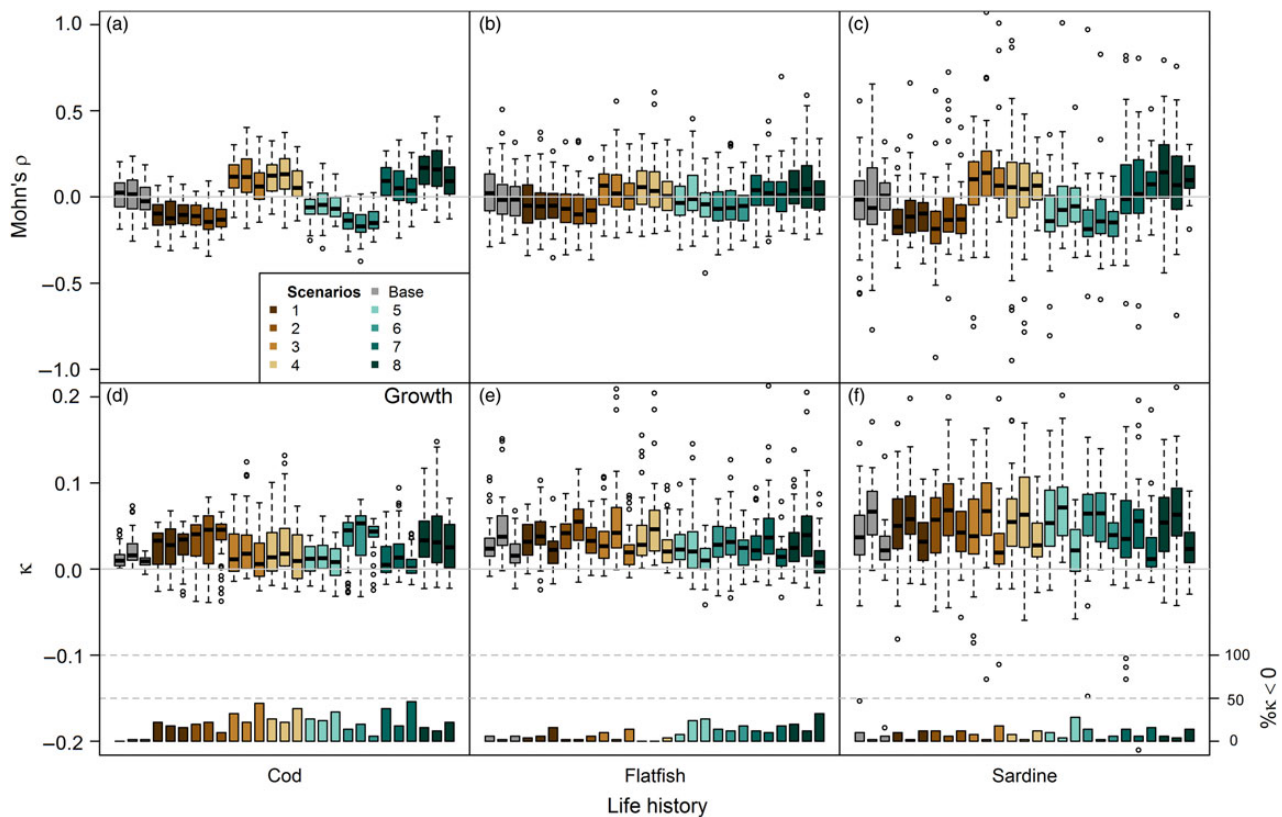 (a)
(b)
(c)
1.0
0.5
0.0
−0.5
−1.0
Mohn's ρ
Scenarios
Base
1
5
2
6
3
7
4
8
(d)
Growth
(e)
(f)
0.2
0.1
0.0
−0.1
−0.2
κ
100
50
0
%κ < 0
Cod
Flatfish
Sardine
Life history